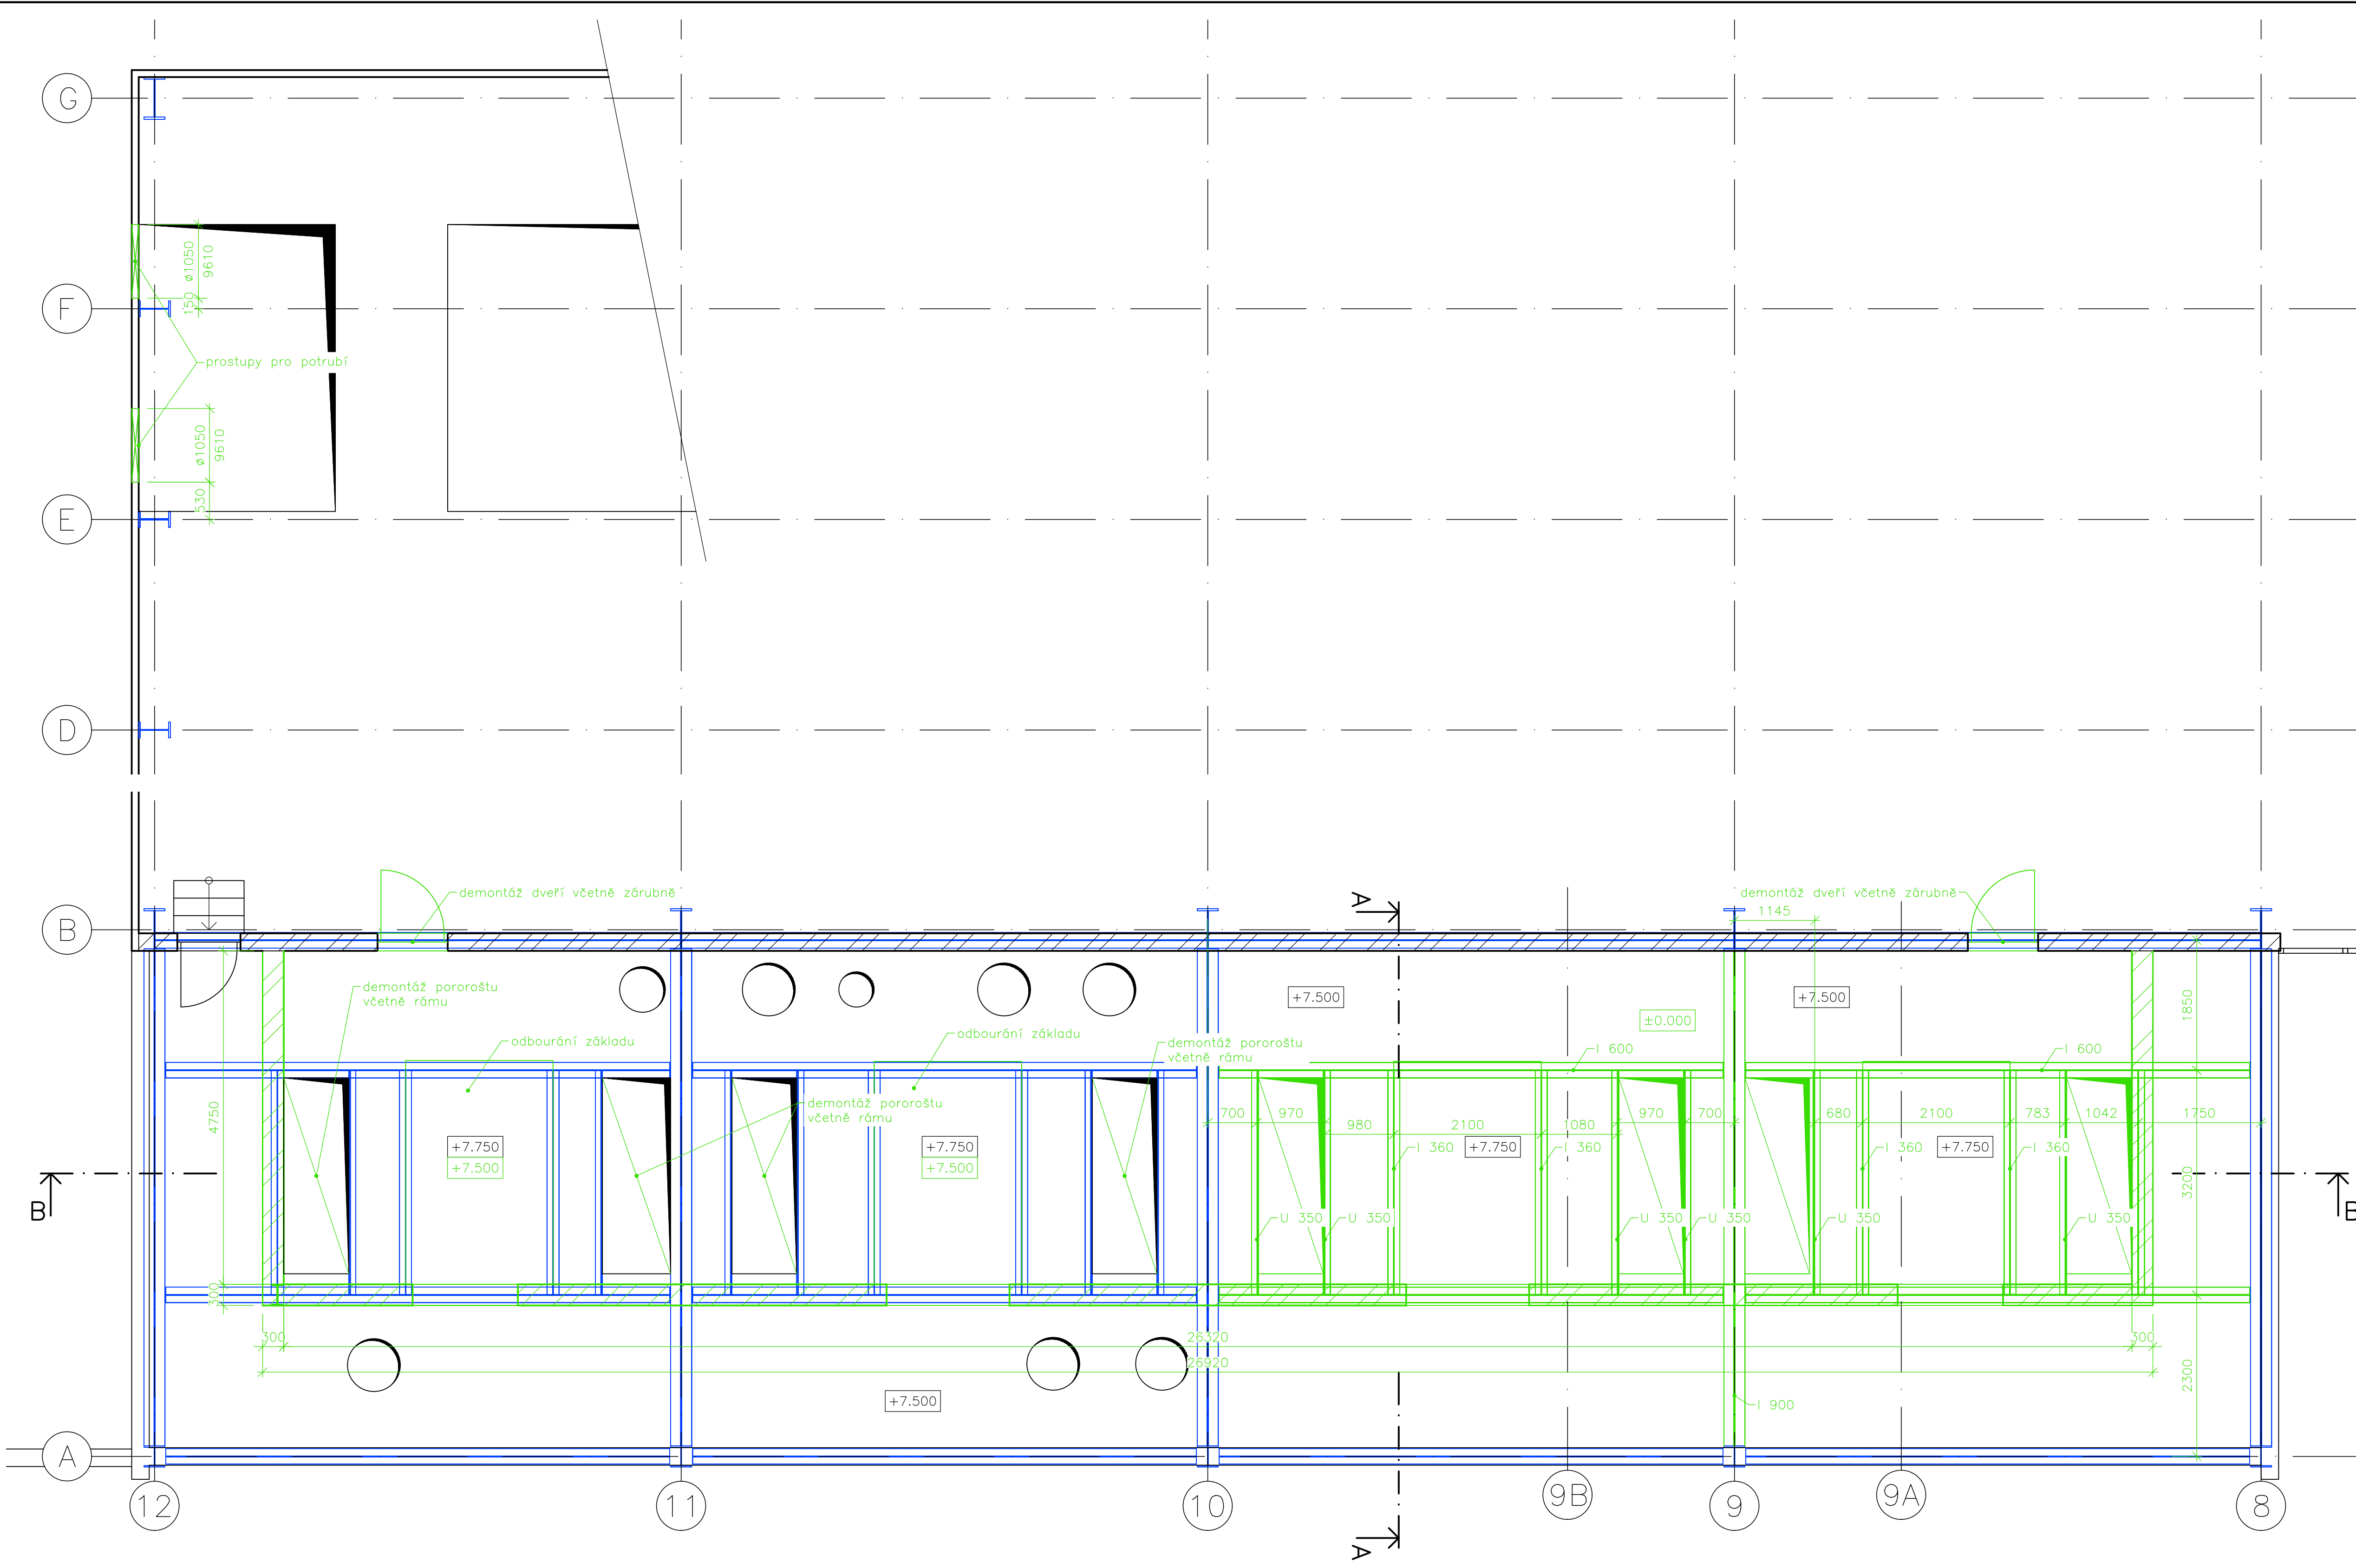 G
ø1050
9610
150
F
prostupy pro potrubí
ø1050
9610
530
E
D
demontáž dveří včetně zárubně
A
demontáž dveří včetně zárubně
1145
B
demontáž pororoštu
včetně rámu
+7.500
+7.500
1850
±0.000
odbourání základu
odbourání základu
demontáž pororoštu
včetně rámu
I 600
I 600
4750
demontáž pororoštu
včetně rámu
700
970
980
2100
1080
970
700
680
2100
783
1042
1750
+7.750
+7.500
+7.750
+7.500
I 360
+7.750
I 360
I 360
+7.750
I 360
3200
B
U 350
U 350
U 350
U 350
U 350
U 350
B
300
300
26320
300
26920
2300
+7.500
I 900
A
12
11
10
9B
9
9A
8
A